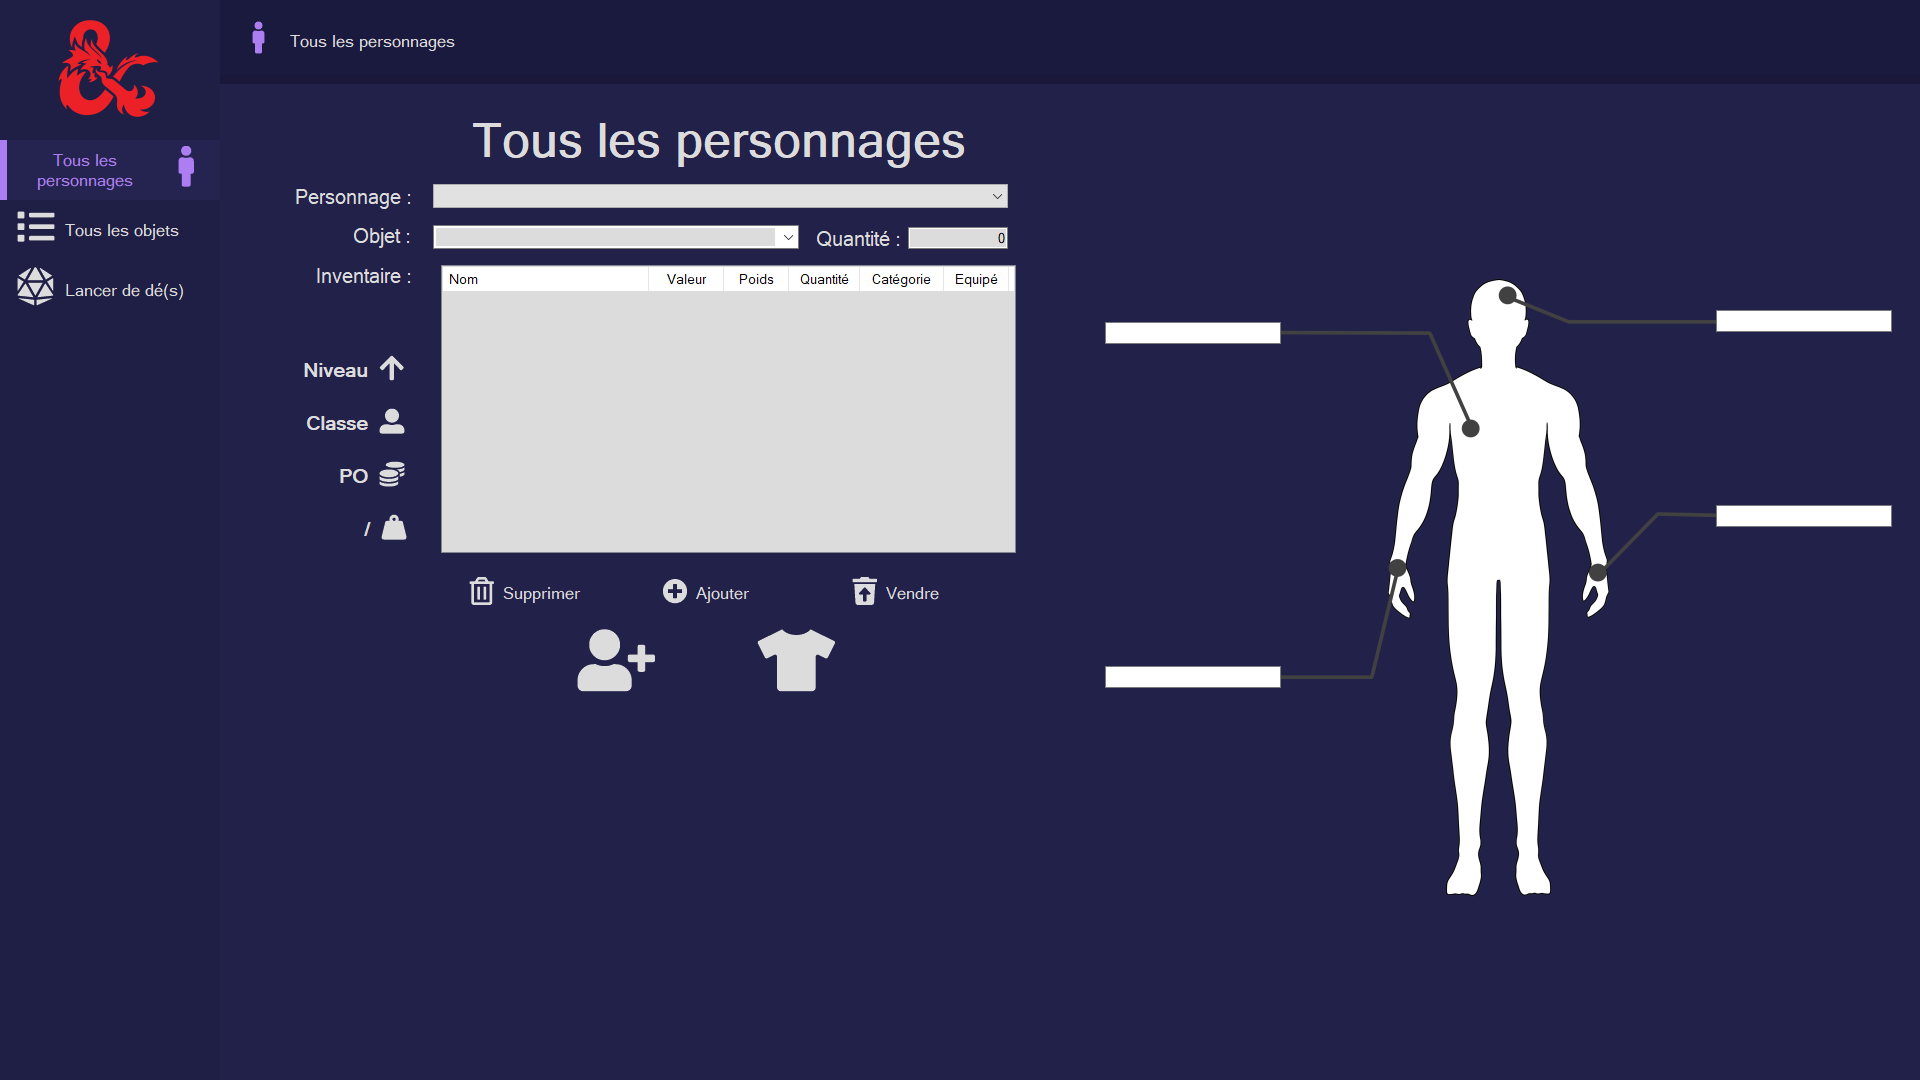 Tous les personnages
Tous les
personnages
Tous les objets
Lancer de dé(s)
Tous les personnages
Personnage :
Objet :
Quantité : 0
Inventaire :
Nom Valeur Poids Quantité Catégorie Equipé
Niveau
Classe
PO
/
Supprimer Ajouter Vendre